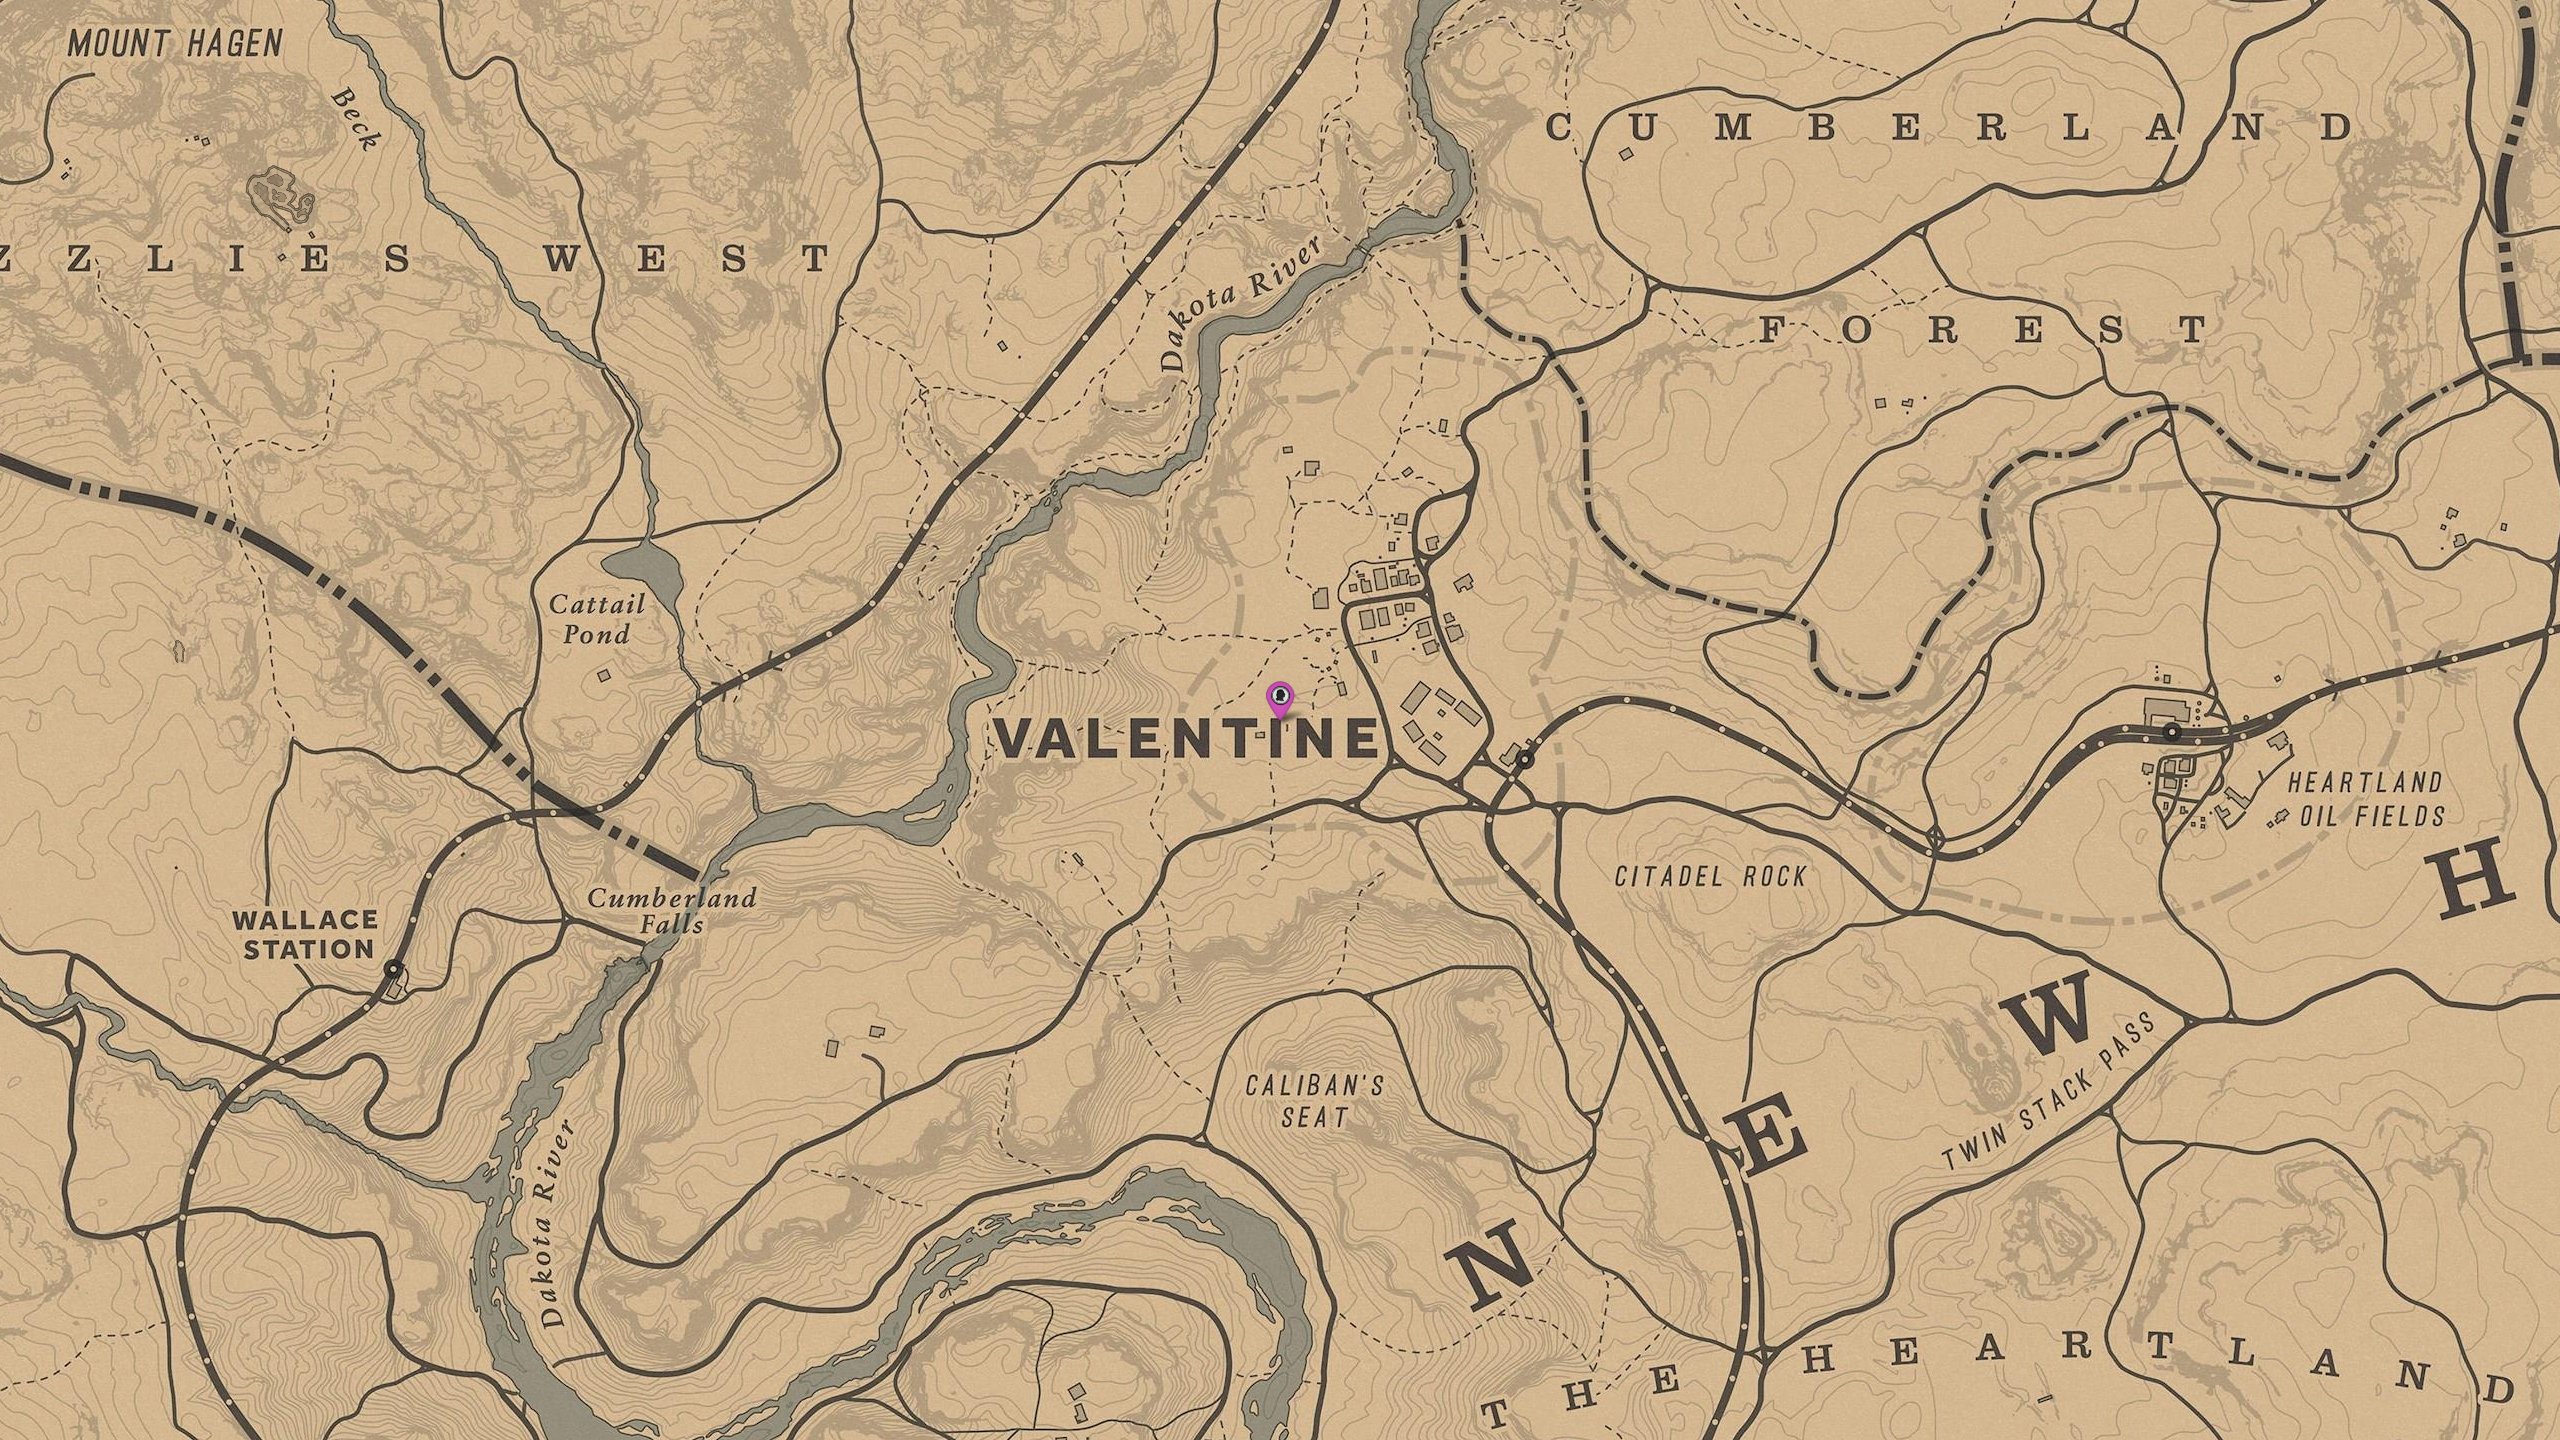 MOUNT HAGEN
Beck
CUMBERLAND
ZZLIES WEST
Dakota River
FOREST
Cattail
Pond
VALENTINE
HEARTLAND
OIL FIELDS
H
CITADEL ROCK
Cumberland
Falls
WALLACE
STATION
W
TWIN STACK PASS
CALIBAN'S
SEAT
E
Dakota River
N
THE HEARTLAND